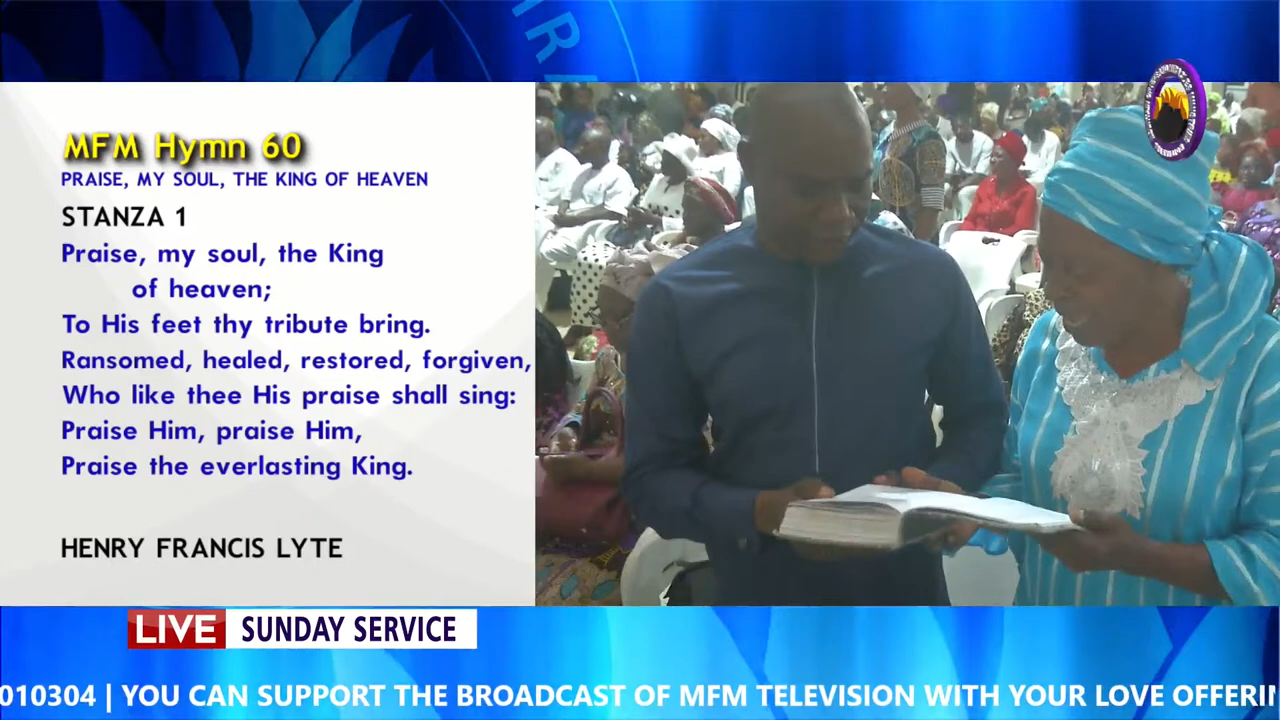 MFM Hymn 60
PRAISE, MY SOUL, THE KING OF HEAVEN
STANZA 1
Praise, my soul, the King
of heaven;
To His feet thy tribute bring.
Ransomed, healed, restored, forgiven,
Who like thee His praise shall sing:
Praise Him, praise Him,
Praise the everlasting King.
HENRY FRANCIS LYTE
LIVE SUNDAY SERVICE
010304 | YOU CAN SUPPORT THE BROADCAST OF MFM TELEVISION WITH YOUR LOVE OFFERIN